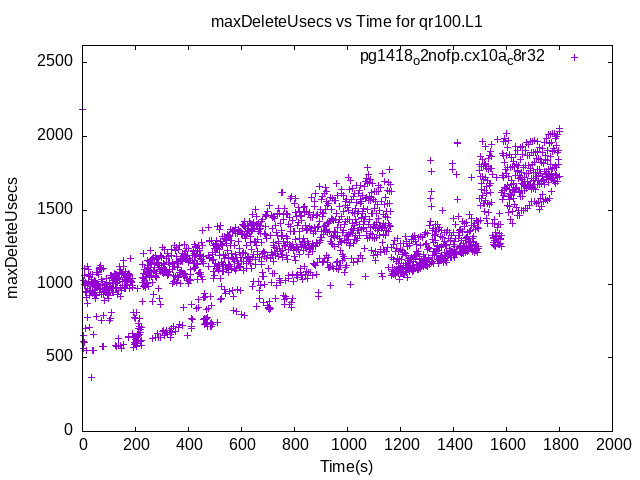 maxDeleteUsecs vs Time for qr100.L1
pg1418o2nofp.cx10ac8r32
2500
2000
1500
1000
500
0
maxDeleteUsecs
0 200 400 600 800 1000 1200 1400 1600 1800 2000
Time(s)